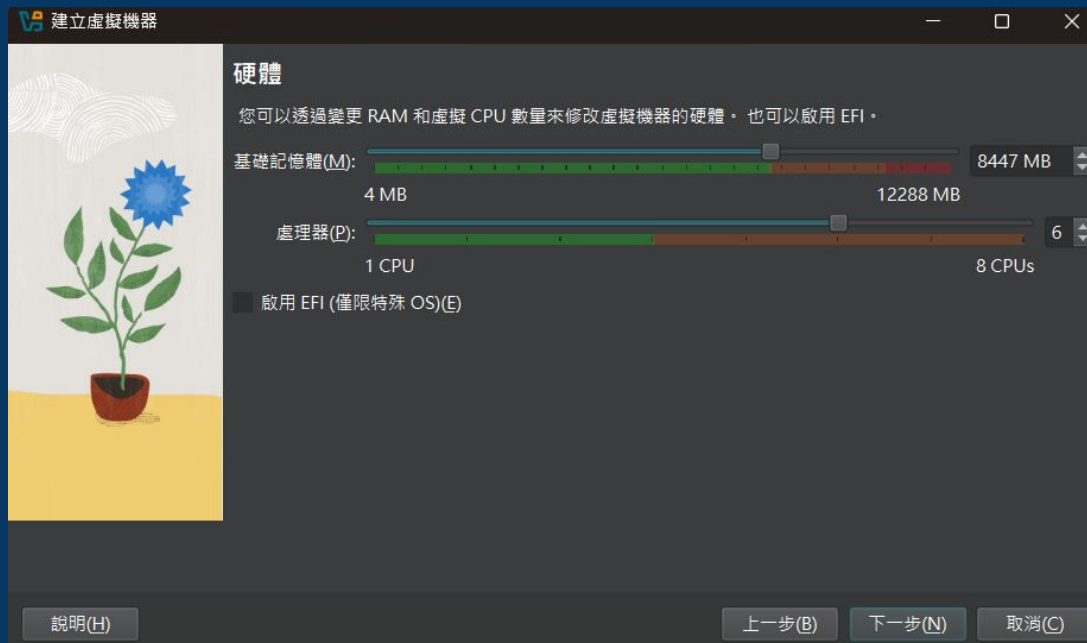 建立虛擬機器
硬體
您可以透過變更 RAM 和虛擬 CPU 數量來修改虛擬機器的硬體。 也可以啟用 EFI。
基礎記憶體(M): 8447 MB
4 MB 12288 MB
處理器(P): 6
1 CPU 8 CPUs
啟用 EFI (僅限特殊 OS)(E)
說明(H) 上一步(B) 下一步(N) 取消(C)